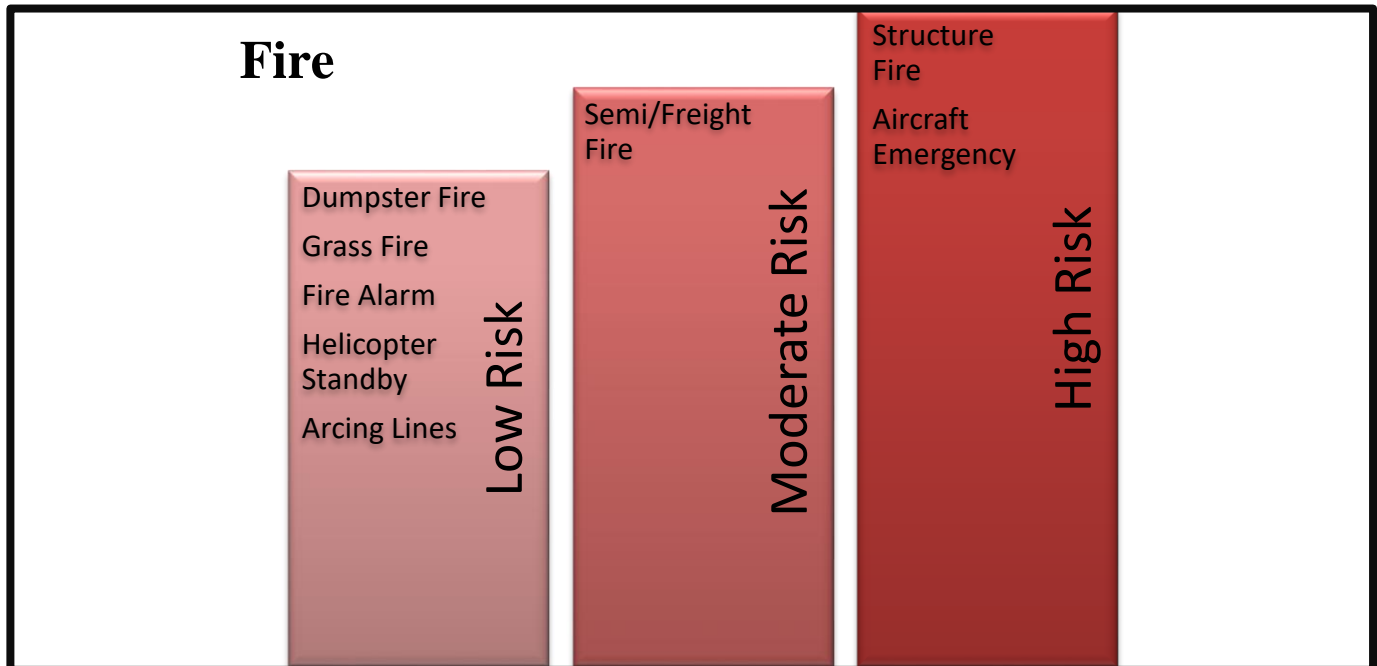 Fire
Dumpster Fire
Grass Fire
Fire Alarm
Helicopter
Standby
Arcing Lines
Low Risk
Semi/Freight
Fire
Moderate Risk
Structure
Fire
Aircraft
Emergency
High Risk